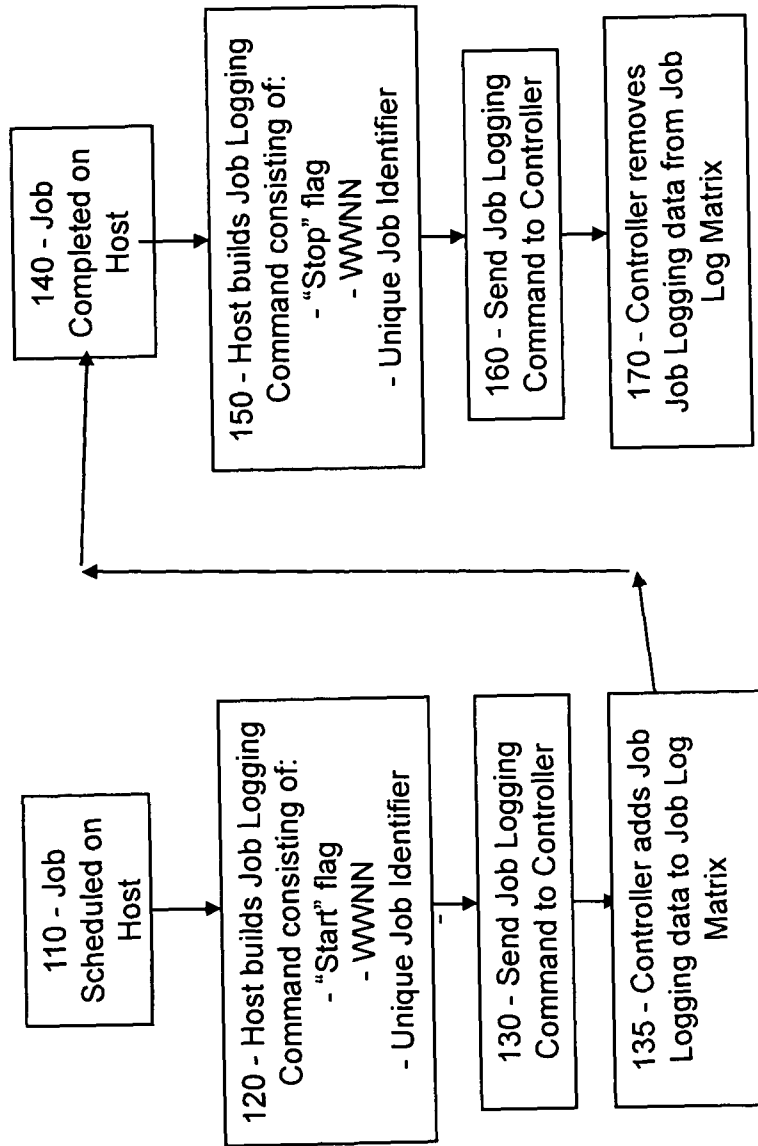 110 - Job
Scheduled on
Host
120 - Host builds Job Logging
Command consisting of:
- “Start” flag
- WWNN
- Unique Job Identifier
130 - Send Job Logging
Command to Controller
135 - Controller adds Job
Logging data to Job Log
Matrix
140 - Job
Completed on
Host
150 - Host builds Job Logging
Command consisting of:
- “Stop” flag
- WWNN
- Unique Job Identifier
160 - Send Job Logging
Command to Controller
170 - Controller removes
Job Logging data from Job
Log Matrix